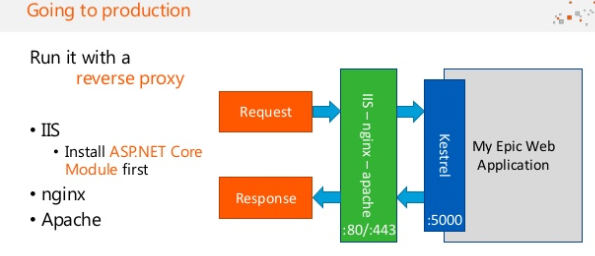 Going to production
Run it with a
reverse proxy
• IIS
• Install ASP.NET Core
Module first
• nginx
• Apache
Request
Response
IIS – nginx – apache
:80/:443
Kestrel
:5000
My Epic Web
Application